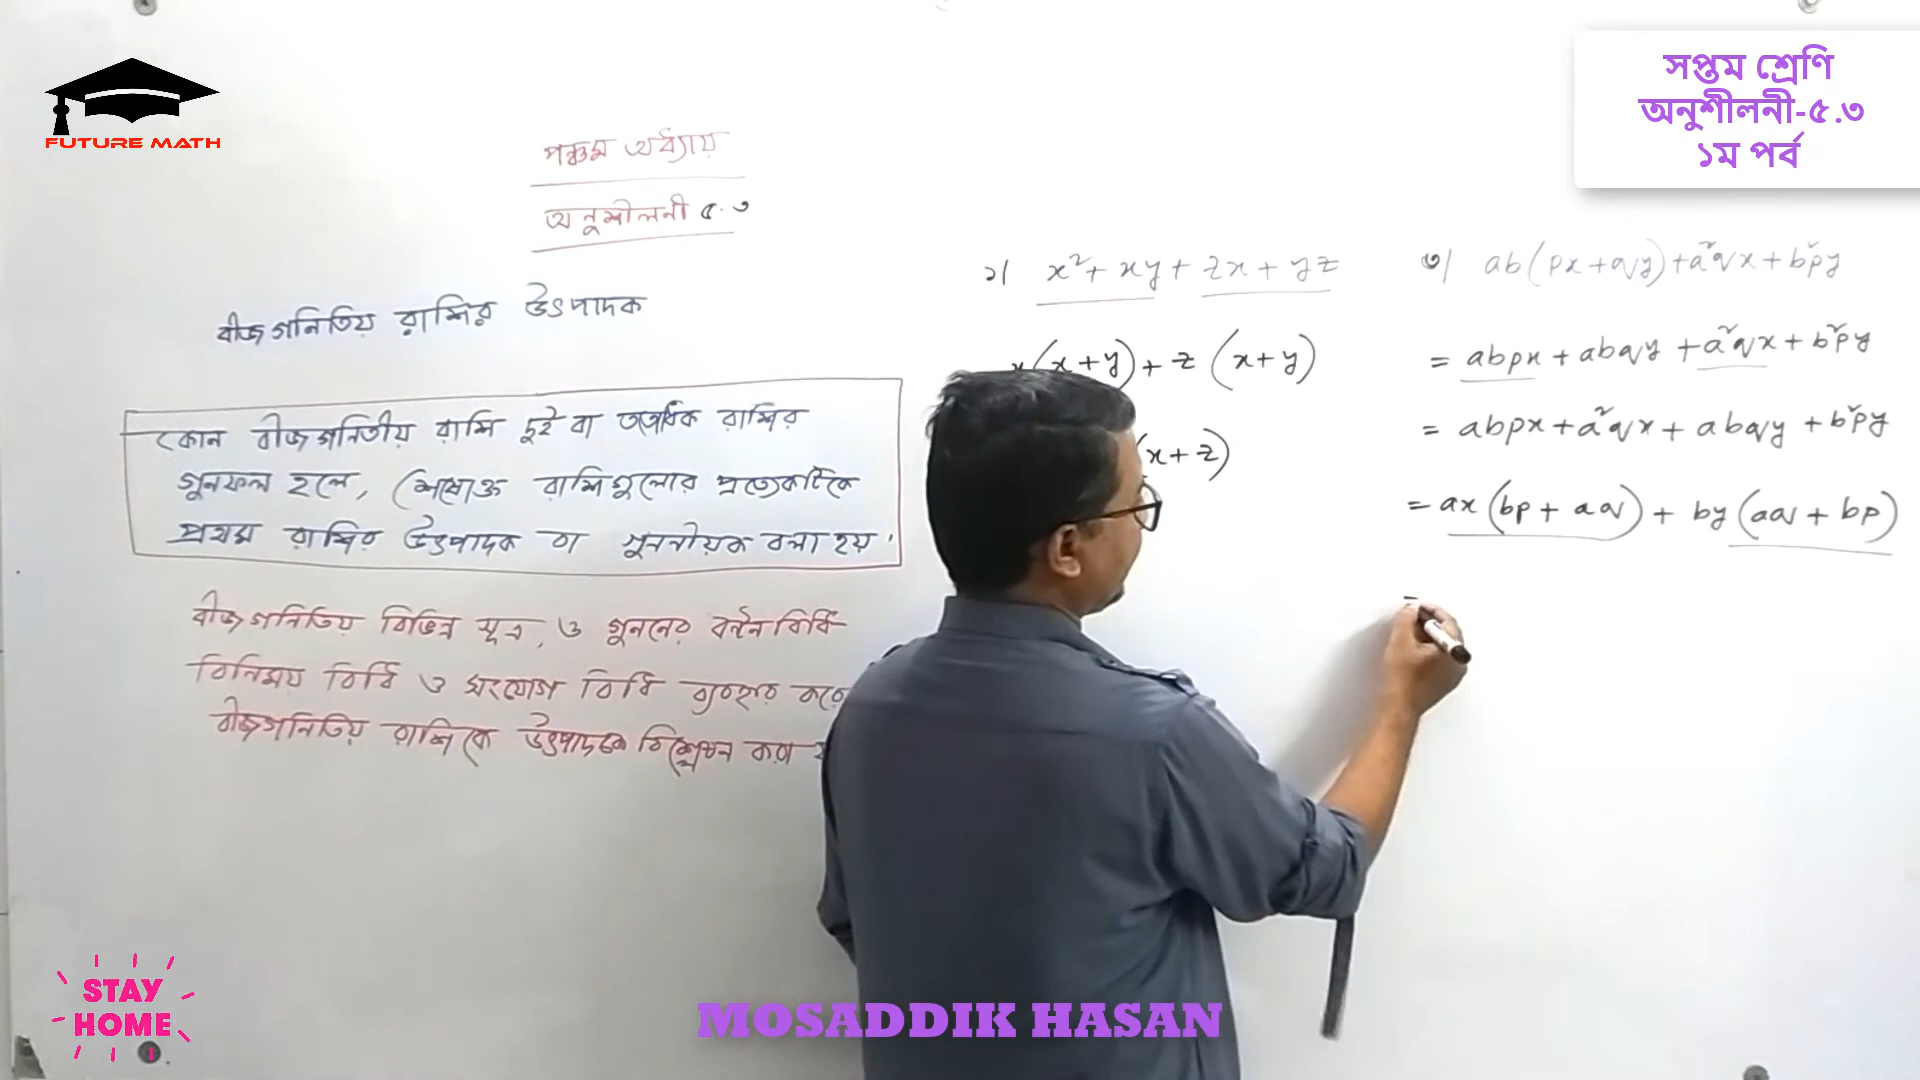 FUTURE MATH
সপ্তম শ্রেণি
অনুশীলনী-৫.৩
১ম পর্ব
পঞ্চম অধ্যায়
অনুশীলনী ৫.৩
বীজগনিতিয় রাশির উৎপাদক
কোন বীজগনিতীয় রাশি দুই বা ততোধিক রাশির
গুনফল হলে, শেষোক্ত রাশিগুলোর প্রত্যেকটিকে
প্রথম রাশির উৎপাদক বা গুননীয়ক বলা হয়।
বীজগনিতিয় বিভিন্ন সূত্র, ও গুননের বন্টন বিধি
বিনিময় বিধি ও সংযোগ বিধি ব্যবহার করে
বীজগনিতিয় রাশিকে উৎপাদকে বিশ্লেষন করা
১। x²+xy+zx+yz
x(x+y)+z(x+y)
(x+z)
৩। ab(px+qy)+a²qx+b²py
= abpx+abqy+a²qx+b²py
= abpx+a²qx+abqy+b²py
= ax(bp+aq)+by(aq+bp)
=
STAY
HOME
MOSADDIK HASAN